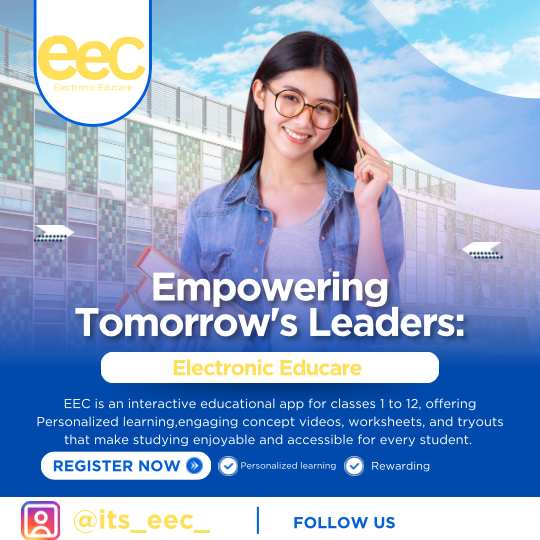 eec
Electronic Educare
Empowering
Tomorrow's Leaders:
Electronic Educare
EEC is an interactive educational app for classes 1 to 12, offering
Personalized learning,engaging concept videos, worksheets, and tryouts
that make studying enjoyable and accessible for every student.
REGISTER NOW Personalized learning Rewarding
@its_eec_ FOLLOW US